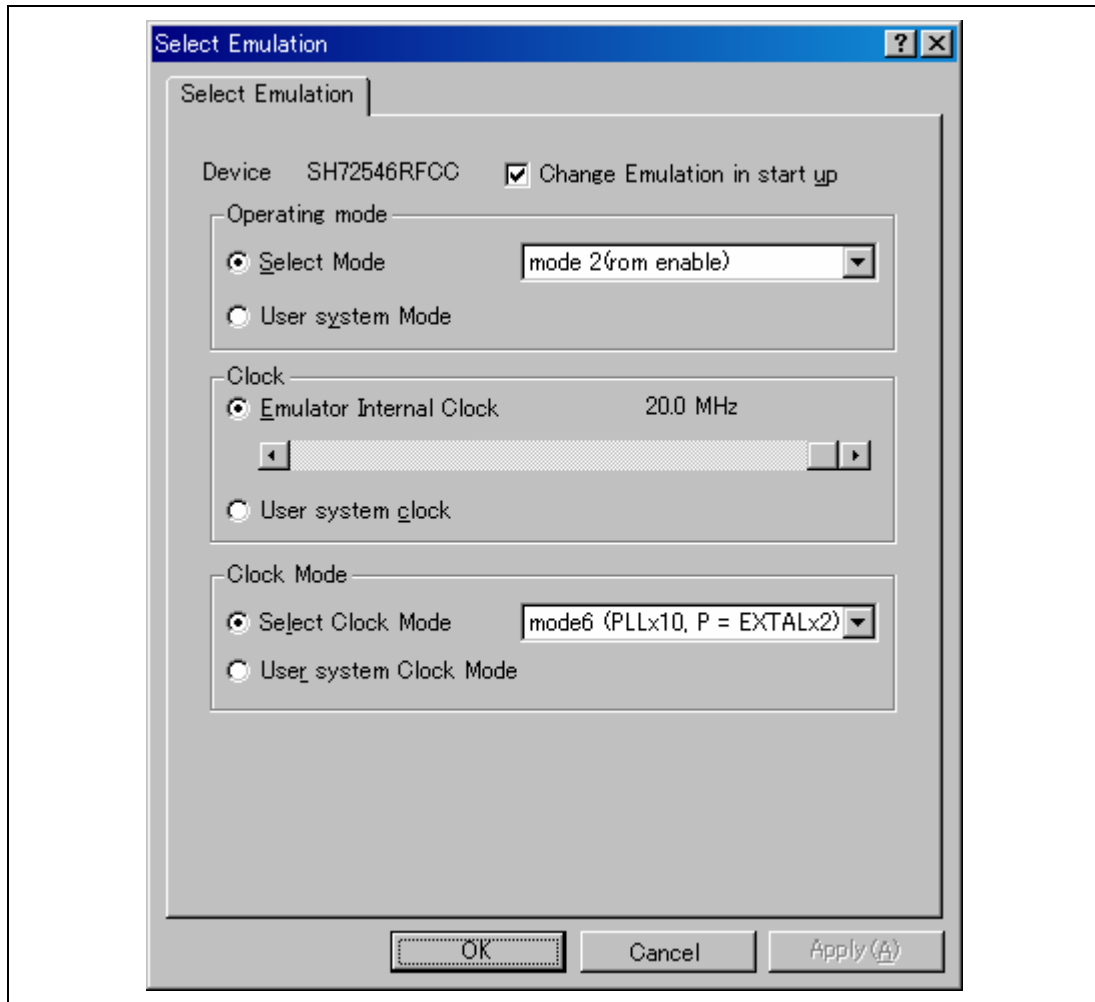 Select Emulation
Select Emulation
Device SH72546RFCC Change Emulation in start up
Operating mode
Select Mode mode 2(rom enable)
User system Mode
Clock
Emulator Internal Clock 20.0 MHz
User system clock
Clock Mode
Select Clock Mode mode6 (PLLx10, P = EXTALx2)
User system Clock Mode
OK Cancel Apply(A)